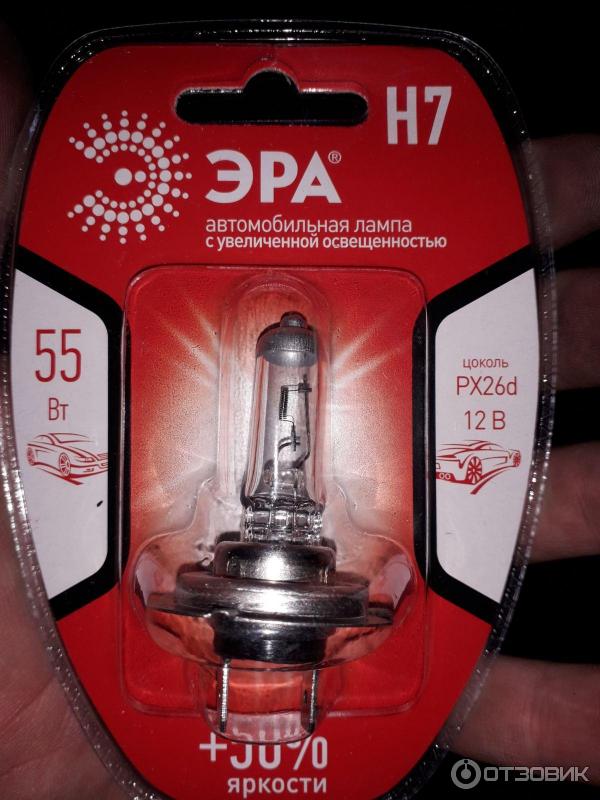 H7
ЭРА®
автомобильная лампа
с увеличенной освещенностью
55
Вт
цоколь
PX26d
12 В
яркости
ОТЗОВИК